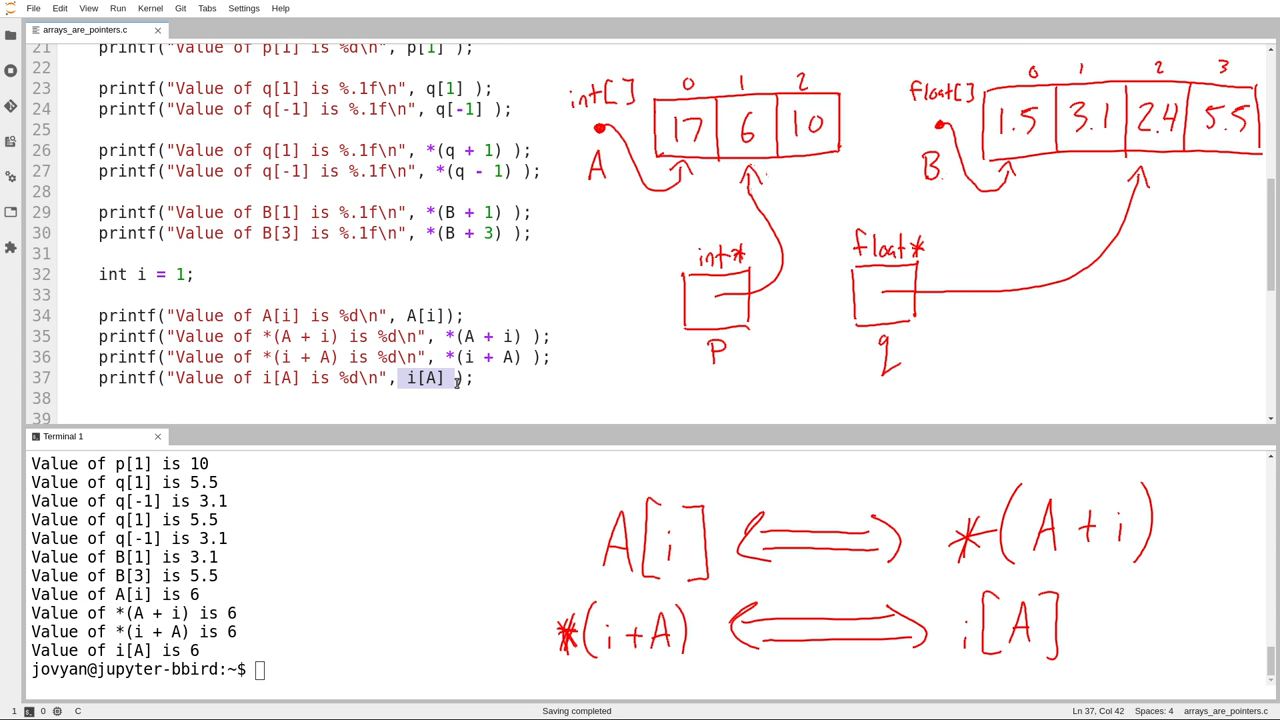 File Edit View Run Kernel Git Tabs Settings Help
arrays_are_pointers.c
21 printf("Value of p[1] is %d\n", p[1] );
22
23 printf("Value of q[1] is %.1f\n", q[1] );
24 printf("Value of q[-1] is %.1f\n", q[-1] );
25
26 printf("Value of q[1] is %.1f\n", *(q + 1) );
27 printf("Value of q[-1] is %.1f\n", *(q - 1) );
28
29 printf("Value of B[1] is %.1f\n", *(B + 1) );
30 printf("Value of B[3] is %.1f\n", *(B + 3) );
31
32 int i = 1;
33
34 printf("Value of A[i] is %d\n", A[i]);
35 printf("Value of *(A + i) is %d\n", *(A + i) );
36 printf("Value of *(i + A) is %d\n", *(i + A) );
37 printf("Value of i[A] is %d\n", i[A] );
38
39
0 1 2
int[]
17 6 10
A
int*
P
0 1 2 3
float[]
1.5 3.1 2.4 5.5
B
float*
q
Terminal 1
Value of p[1] is 10
Value of q[1] is 5.5
Value of q[-1] is 3.1
Value of q[1] is 5.5
Value of q[-1] is 3.1
Value of B[1] is 3.1
Value of B[3] is 5.5
Value of A[i] is 6
Value of *(A + i) is 6
Value of *(i + A) is 6
Value of i[A] is 6
jovyan@jupyter-bbird:~$
A[i] ⟺ *(A + i)
*(i + A) ⟺ i[A]
1 0 C Saving completed Ln 37, Col 42 Spaces: 4 arrays_are_pointers.c